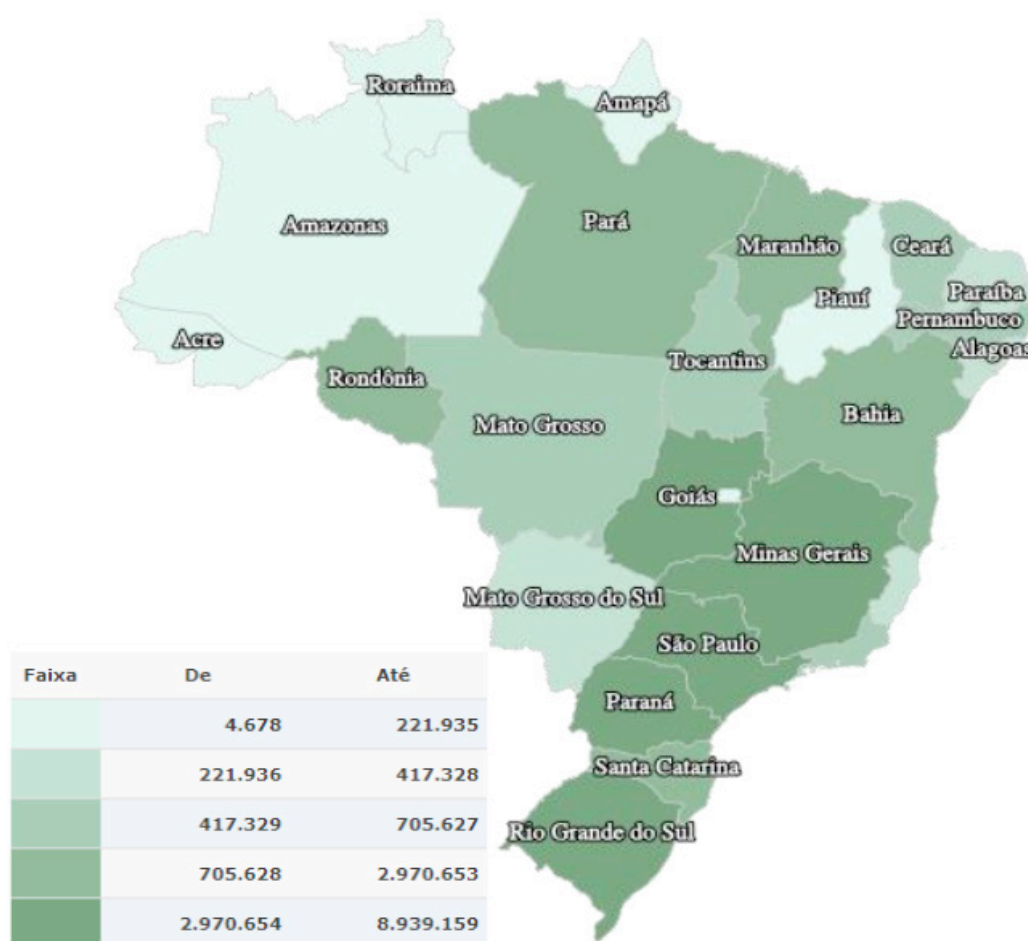 Roraima
Amapá
Amazonas
Pará
Maranhão
Ceará
Piauí
Paraíba
Pernambuco
Acre
Alagoas
Tocantins
Rondônia
Bahia
Mato Grosso
Goiás
Minas Gerais
Mato Grosso do Sul
São Paulo
Paraná
Santa Catarina
Rio Grande do Sul
Faixa De Até
4.678 221.935
221.936 417.328
417.329 705.627
705.628 2.970.653
2.970.654 8.939.159